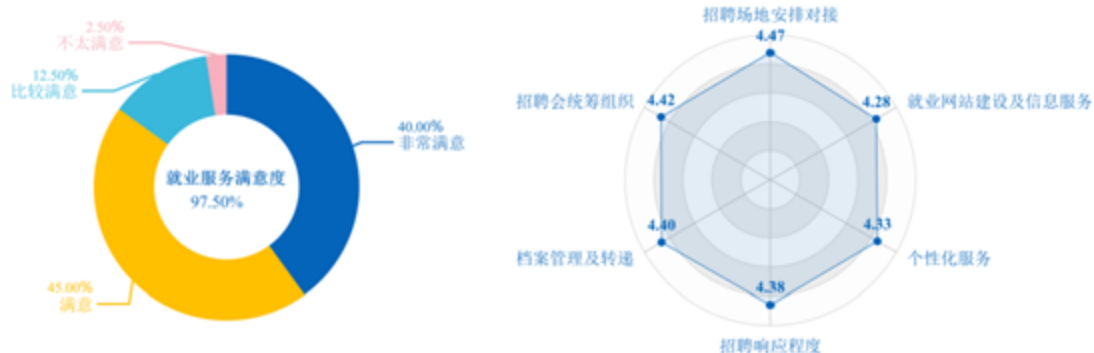 2.50%
不太满意
12.50%
比较满意
40.00%
非常满意
就业服务满意度
97.50%
45.00%
满意
招聘场地安排对接
4.47
招聘会统筹组织
4.42
4.28
就业网站建设及信息服务
4.40
档案管理及转递
4.33
个性化服务
4.38
招聘响应程度